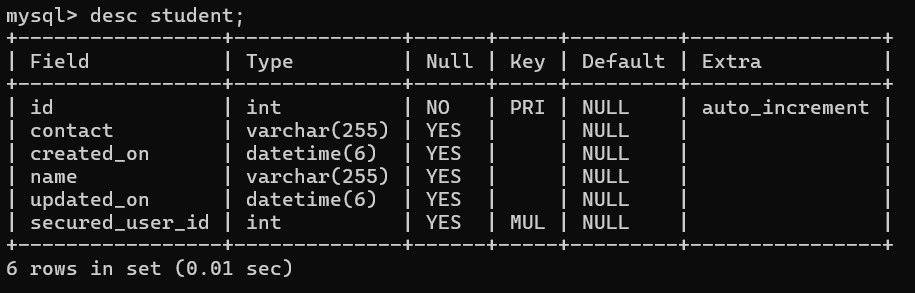 mysql> desc student;
+-----------------+--------------+------+-----+---------+----------------+
| Field           | Type         | Null | Key | Default | Extra          |
+-----------------+--------------+------+-----+---------+----------------+
| id              | int          | NO   | PRI | NULL    | auto_increment |
| contact         | varchar(255) | YES  |     | NULL    |                |
| created_on      | datetime(6)  | YES  |     | NULL    |                |
| name            | varchar(255) | YES  |     | NULL    |                |
| updated_on      | datetime(6)  | YES  |     | NULL    |                |
| secured_user_id | int          | YES  | MUL | NULL    |                |
+-----------------+--------------+------+-----+---------+----------------+
6 rows in set (0.01 sec)